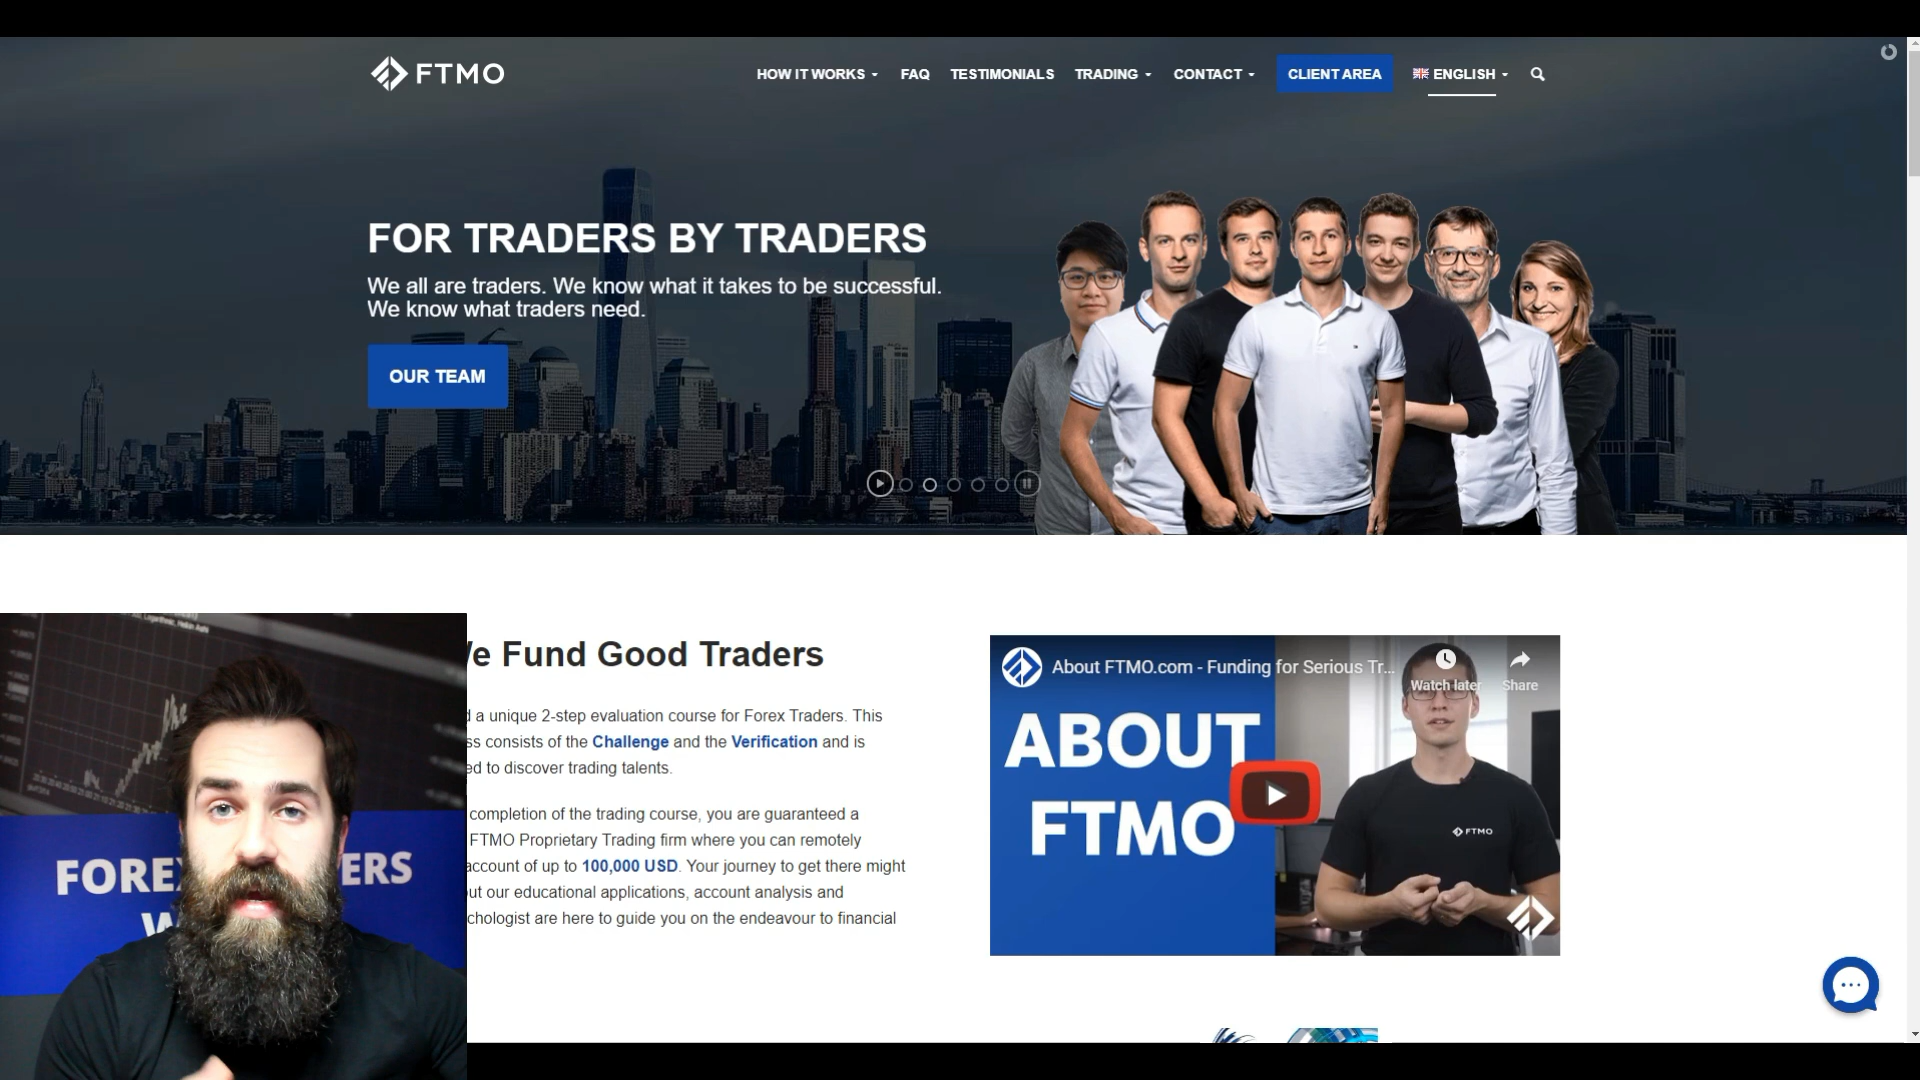 FTMO
HOW IT WORKS
FAQ
TESTIMONIALS
TRADING
CONTACT
CLIENT AREA
ENGLISH
FOR TRADERS BY TRADERS
We all are traders. We know what it takes to be successful.
We know what traders need.
OUR TEAM
e Fund Good Traders
a unique 2-step evaluation course for Forex Traders. This
consists of the Challenge and the Verification and is
to discover trading talents.
completion of the trading course, you are guaranteed a
FTMO Proprietary Trading firm where you can remotely
account of up to 100,000 USD. Your journey to get there might
our educational applications, account analysis and
chologist are here to guide you on the endeavour to financial
About FTMO.com - Funding for Serious Tr...
Watch later
Share
ABOUT
FTMO
FTMO
FORE
ERS
W